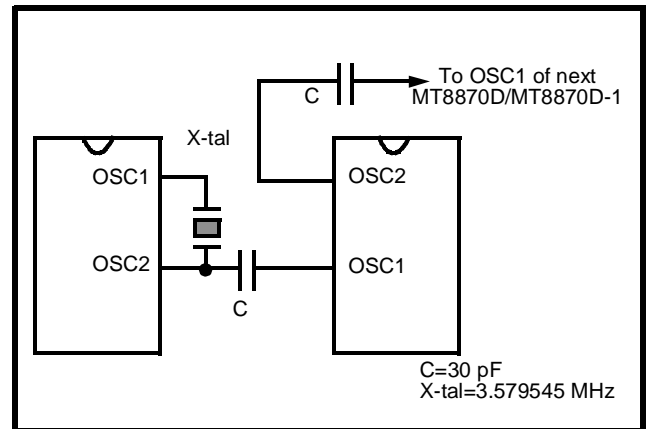 To OSC1 of next
MT8870D/MT8870D-1
C
X-tal
OSC1
OSC2
OSC2
OSC1
C
C=30 pF
X-tal=3.579545 MHz